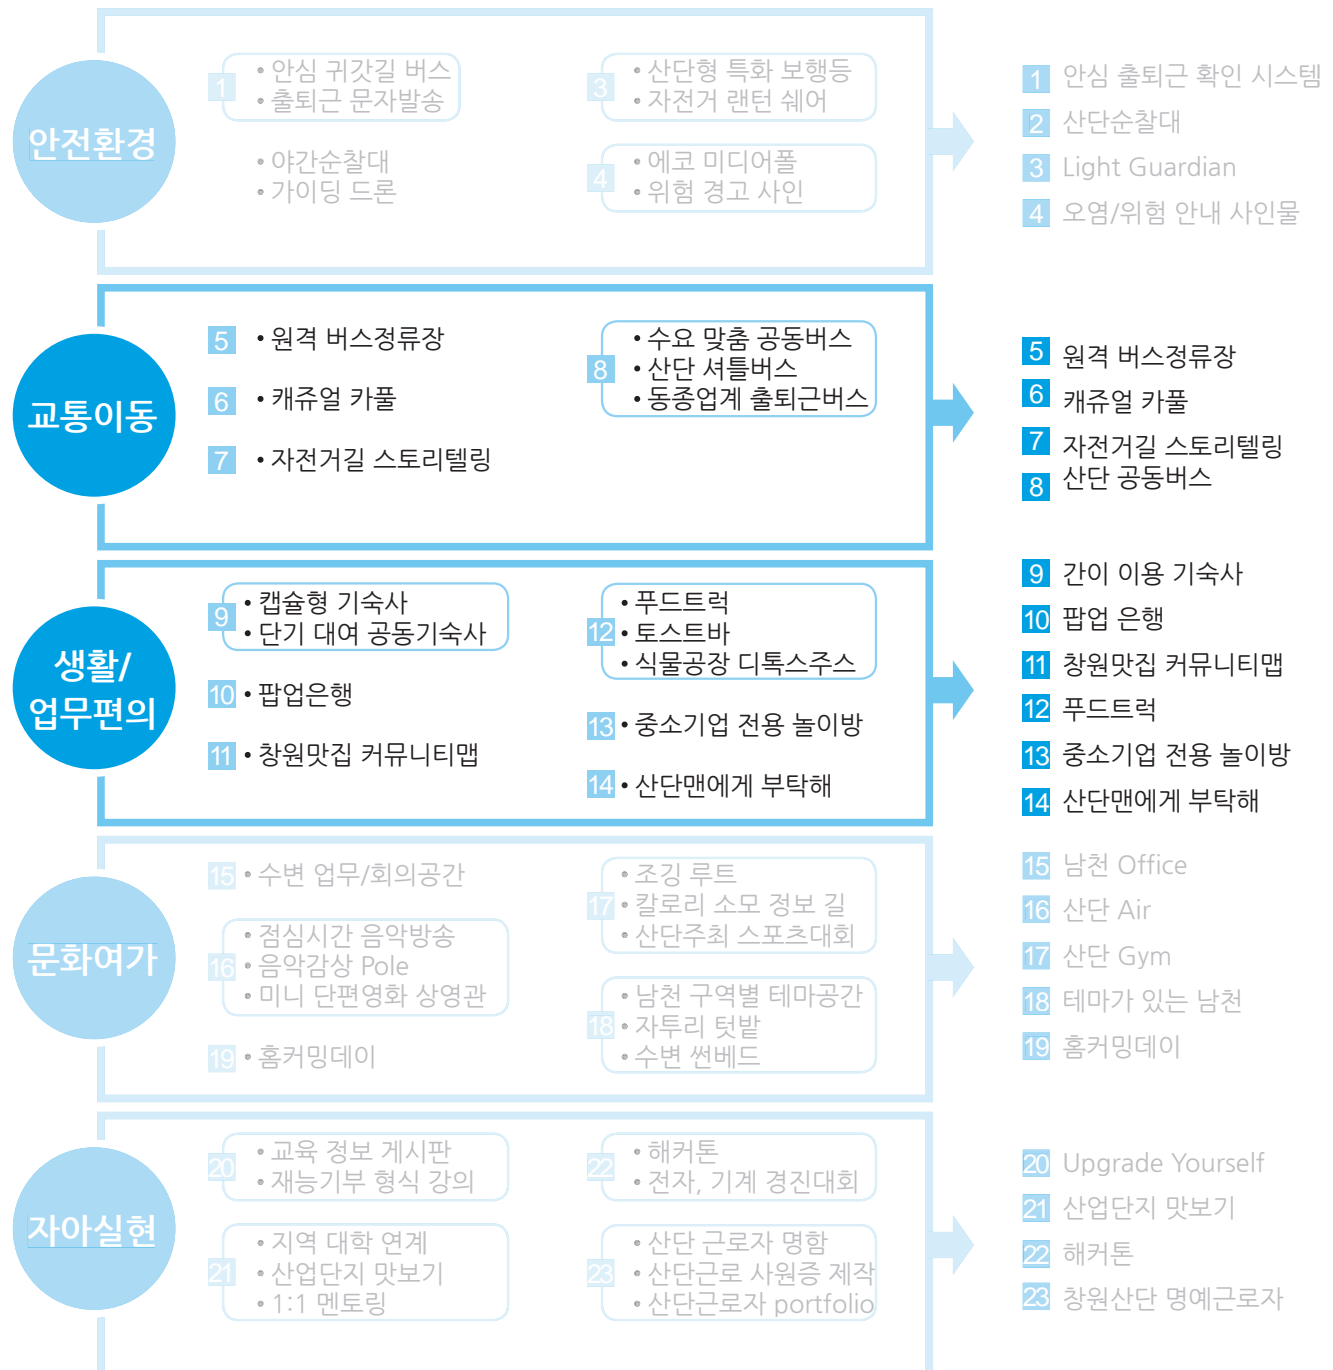 안전환경
1
• 안심 귀갓길 버스
• 출퇴근 문자발송
• 야간순찰대
• 가이딩 드론
3
• 산단형 특화 보행등
• 자전거 랜턴 쉐어
4
• 에코 미디어폴
• 위험 경고 사인
1 안심 출퇴근 확인 시스템
2 산단순찰대
3 Light Guardian
4 오염/위험 안내 사인물
교통이동
5 • 원격 버스정류장
6 • 캐쥬얼 카풀
7 • 자전거길 스토리텔링
8
• 수요 맞춤 공동버스
• 산단 셔틀버스
• 동종업계 출퇴근버스
5 원격 버스정류장
6 캐쥬얼 카풀
7 자전거길 스토리텔링
8 산단 공동버스
생활/
업무편의
9
• 캡슐형 기숙사
• 단기 대여 공동기숙사
10 • 팝업은행
11 • 창원맛집 커뮤니티맵
12
• 푸드트럭
• 토스트바
• 식물공장 디톡스주스
13 • 중소기업 전용 놀이방
14 • 산단맨에게 부탁해
9 간이 이용 기숙사
10 팝업 은행
11 창원맛집 커뮤니티맵
12 푸드트럭
13 중소기업 전용 놀이방
14 산단맨에게 부탁해
문화여가
15 • 수변 업무/회의공간
16
• 점심시간 음악방송
• 음악감상 Pole
• 미니 단편영화 상영관
19 • 홈커밍데이
17
• 조깅 루트
• 칼로리 소모 정보 길
• 산단주최 스포츠대회
18
• 남천 구역별 테마공간
• 자투리 텃밭
• 수변 썬베드
15 남천 Office
16 산단 Air
17 산단 Gym
18 테마가 있는 남천
19 홈커밍데이
자아실현
20
• 교육 정보 게시판
• 재능기부 형식 강의
21
• 지역 대학 연계
• 산업단지 맛보기
• 1:1 멘토링
22
• 해커톤
• 전자, 기계 경진대회
23
• 산단 근로자 명함
• 산단근로 사원증 제작
• 산단근로자 portfolio
20 Upgrade Yourself
21 산업단지 맛보기
22 해커톤
23 창원산단 명예근로자